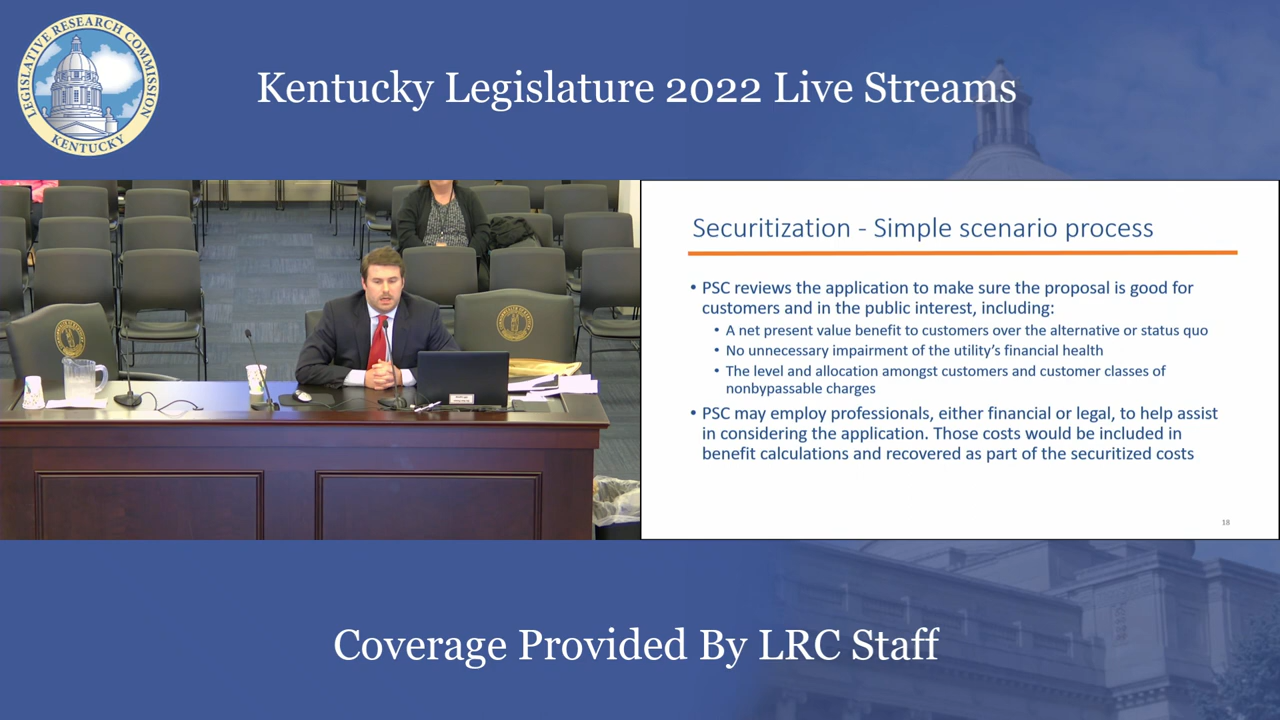 LEGISLATIVE RESEARCH COMMISSION
KENTUCKY
Kentucky Legislature 2022 Live Streams
Securitization - Simple scenario process
• PSC reviews the application to make sure the proposal is good for
customers and in the public interest, including:
• A net present value benefit to customers over the alternative or status quo
• No unnecessary impairment of the utility's financial health
• The level and allocation amongst customers and customer classes of
nonbypassable charges
• PSC may employ professionals, either financial or legal, to help assist
in considering the application. Those costs would be included in
benefit calculations and recovered as part of the securitized costs
18
Coverage Provided By LRC Staff